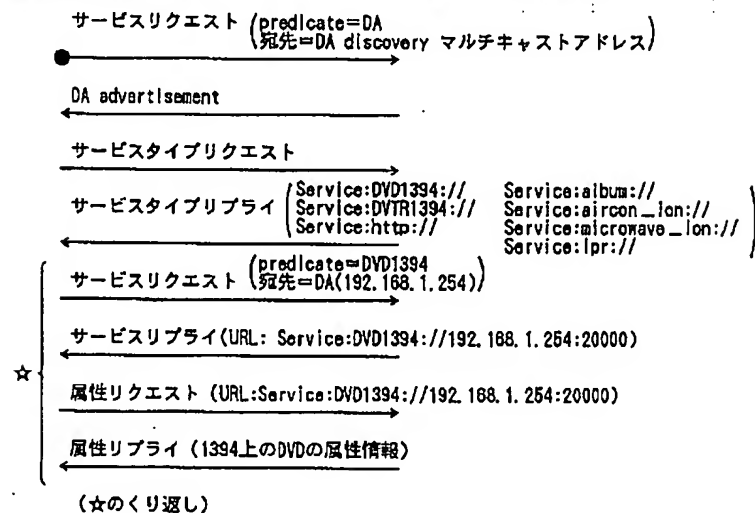 サービスリクエスト (predicate=DA
宛先=DA discovery マルチキャストアドレス)
DA advertisement
サービスタイプリクエスト
サービスタイプリプライ (Service:DVD1394:// Service:album://
Service:DVTR1394:// Service:aircon_lon://
Service:http:// Service:microwave_lon://
Service:lpr://)
サービスリクエスト (predicate=DVD1394
宛先=DA(192.168.1.254))
サービスリプライ(URL: Service:DVD1394://192.168.1.254:20000)
☆
属性リクエスト (URL:Service:DVD1394://192.168.1.254:20000)
属性リプライ (1394上のDVDの属性情報)
(☆のくり返し)